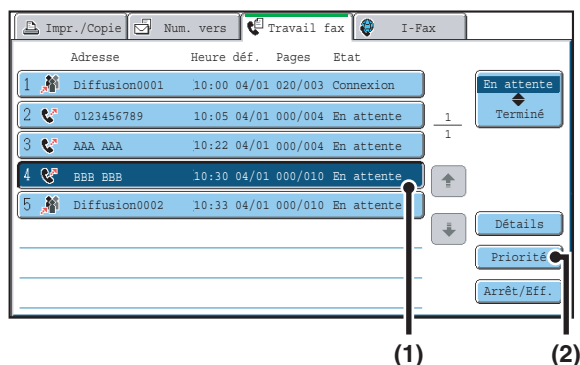 Impr./Copie Num. vers Travail fax I-Fax
Adresse Heure déf. Pages Etat
1 Diffusion0001 10:00 04/01 020/003 Connexion
2 0123456789 10:05 04/01 000/004 En attente
3 AAA AAA 10:22 04/01 000/004 En attente
4 BBB BBB 10:30 04/01 000/010 En attente
5 Diffusion0002 10:33 04/01 000/010 En attente
En attente
Terminé
1
1
Détails
Priorité
Arrêt/Eff.
(1) (2)